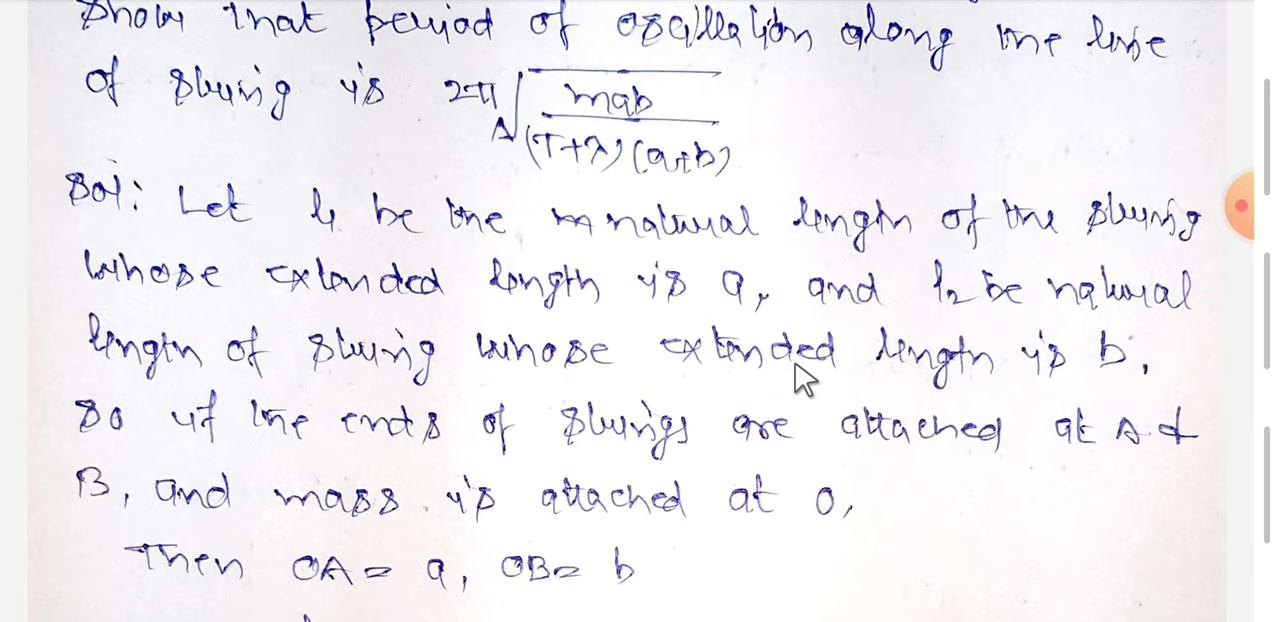 Show that period of oscillation along the line
of string is 2π√(mab/(T+λ)(a+b))
Sol: Let l₁ be the natural length of the string
whose extended length is a, and l₂ be natural
length of string whose extended length is b,
so if the ends of strings are attached at A &
B, and mass is attached at O,
Then OA = a, OB = b